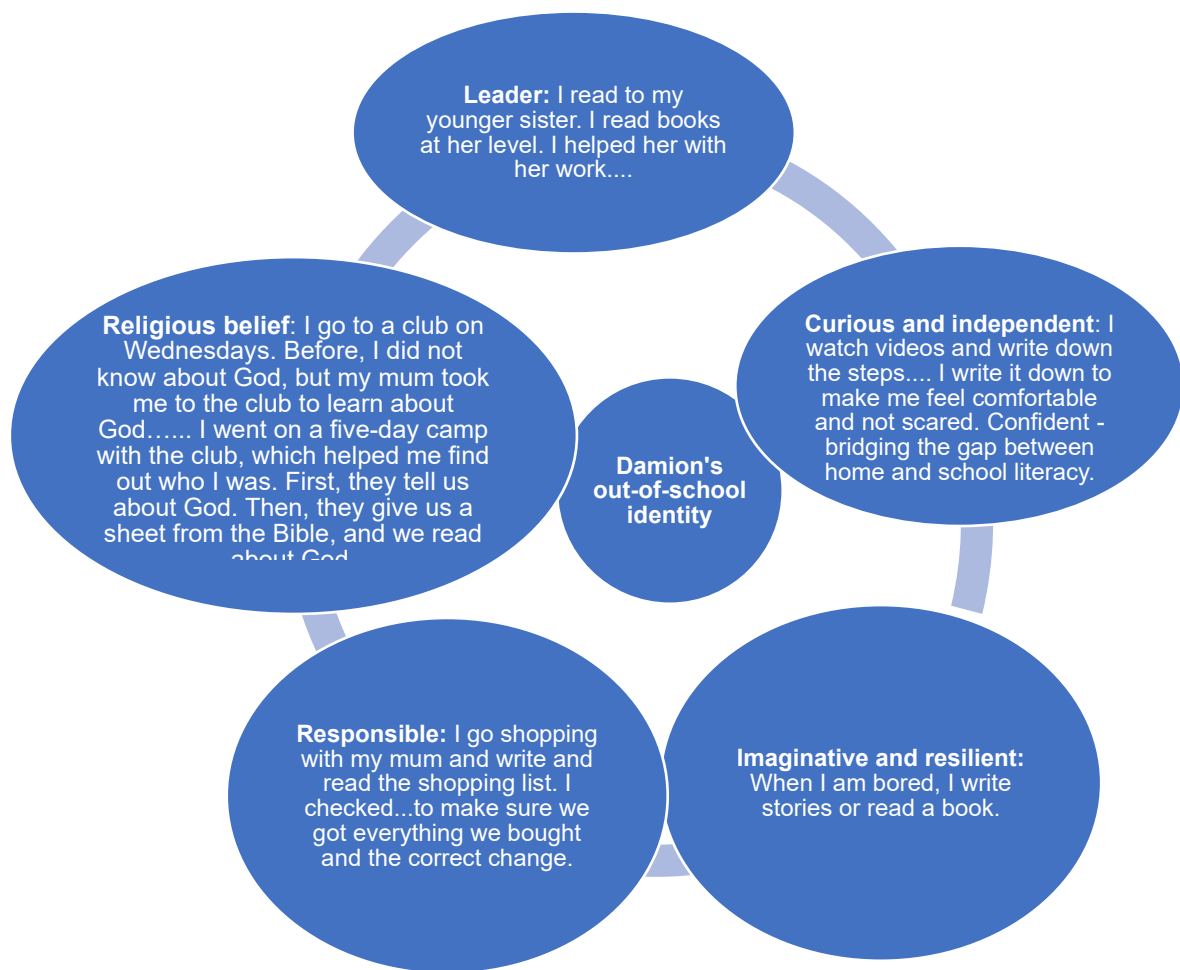 Leader: I read to my
younger sister. I read books
at her level. I helped her with
her work....
Curious and independent: I
watch videos and write down
the steps.... I write it down to
make me feel comfortable
and not scared. Confident -
bridging the gap between
home and school literacy.
Imaginative and resilient:
When I am bored, I write
stories or read a book.
Responsible: I go shopping
with my mum and write and
read the shopping list. I
checked...to make sure we
got everything we bought
and the correct change.
Religious belief: I go to a club on
Wednesdays. Before, I did not
know about God, but my mum took
me to the club to learn about
God…... I went on a five-day camp
with the club, which helped me find
out who I was. First, they tell us
about God. Then, they give us a
sheet from the Bible, and we read
about God
Damion's
out-of-school
identity